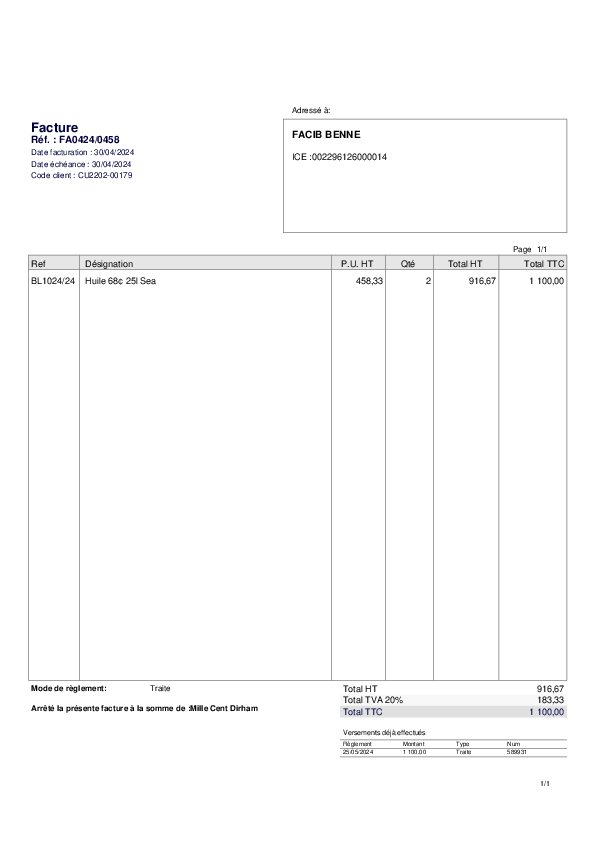 Adressé à:
Facture
Réf. : FA0424/0458
Date facturation : 30/04/2024
Date échéance : 30/04/2024
Code client : CU2202-00179
FACIB BENNE
ICE :002296126000014
Page 1/1
Ref Désignation P.U. HT Qté Total HT Total TTC
BL1024/24 Huile 68¢ 25l Sea 458,33 2 916,67 1 100,00
Mode de règlement: Traite
Arrêté la présente facture à la somme de :Mille Cent Dirham
Total HT 916,67
Total TVA 20% 183,33
Total TTC 1 100,00
Versements déjà effectués
Règlement Montant Type Num
25/05/2024 1 100,00 Traite 589931
1/1